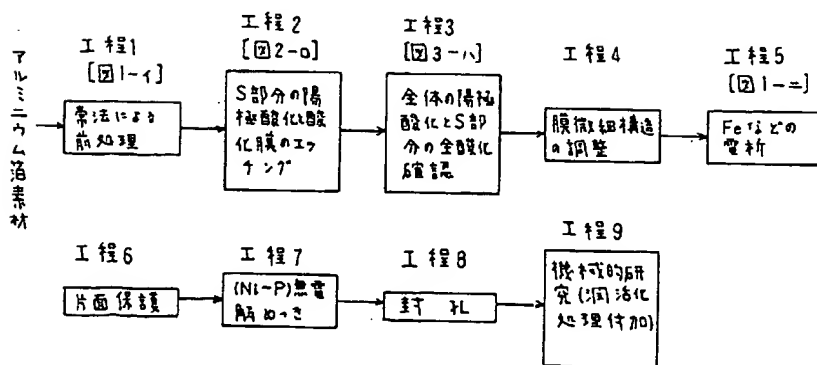 アルミニウム箔素材
工程1
[図1-イ]
常法による
前処理
工程2
[図2-ロ]
S部分の陽
極酸化と酸
化膜のエッ
チング
工程3
[図3-ハ]
全体の陽極
酸化とS部
分の全酸化
確認
工程4
膜微細構造
の調整
工程5
[図1-ニ]
Feなどの
電析
工程6
片面保護
工程7
(Ni-P)無電
解めっき
工程8
封孔
工程9
機械的研
究(潤活化
処理付加)